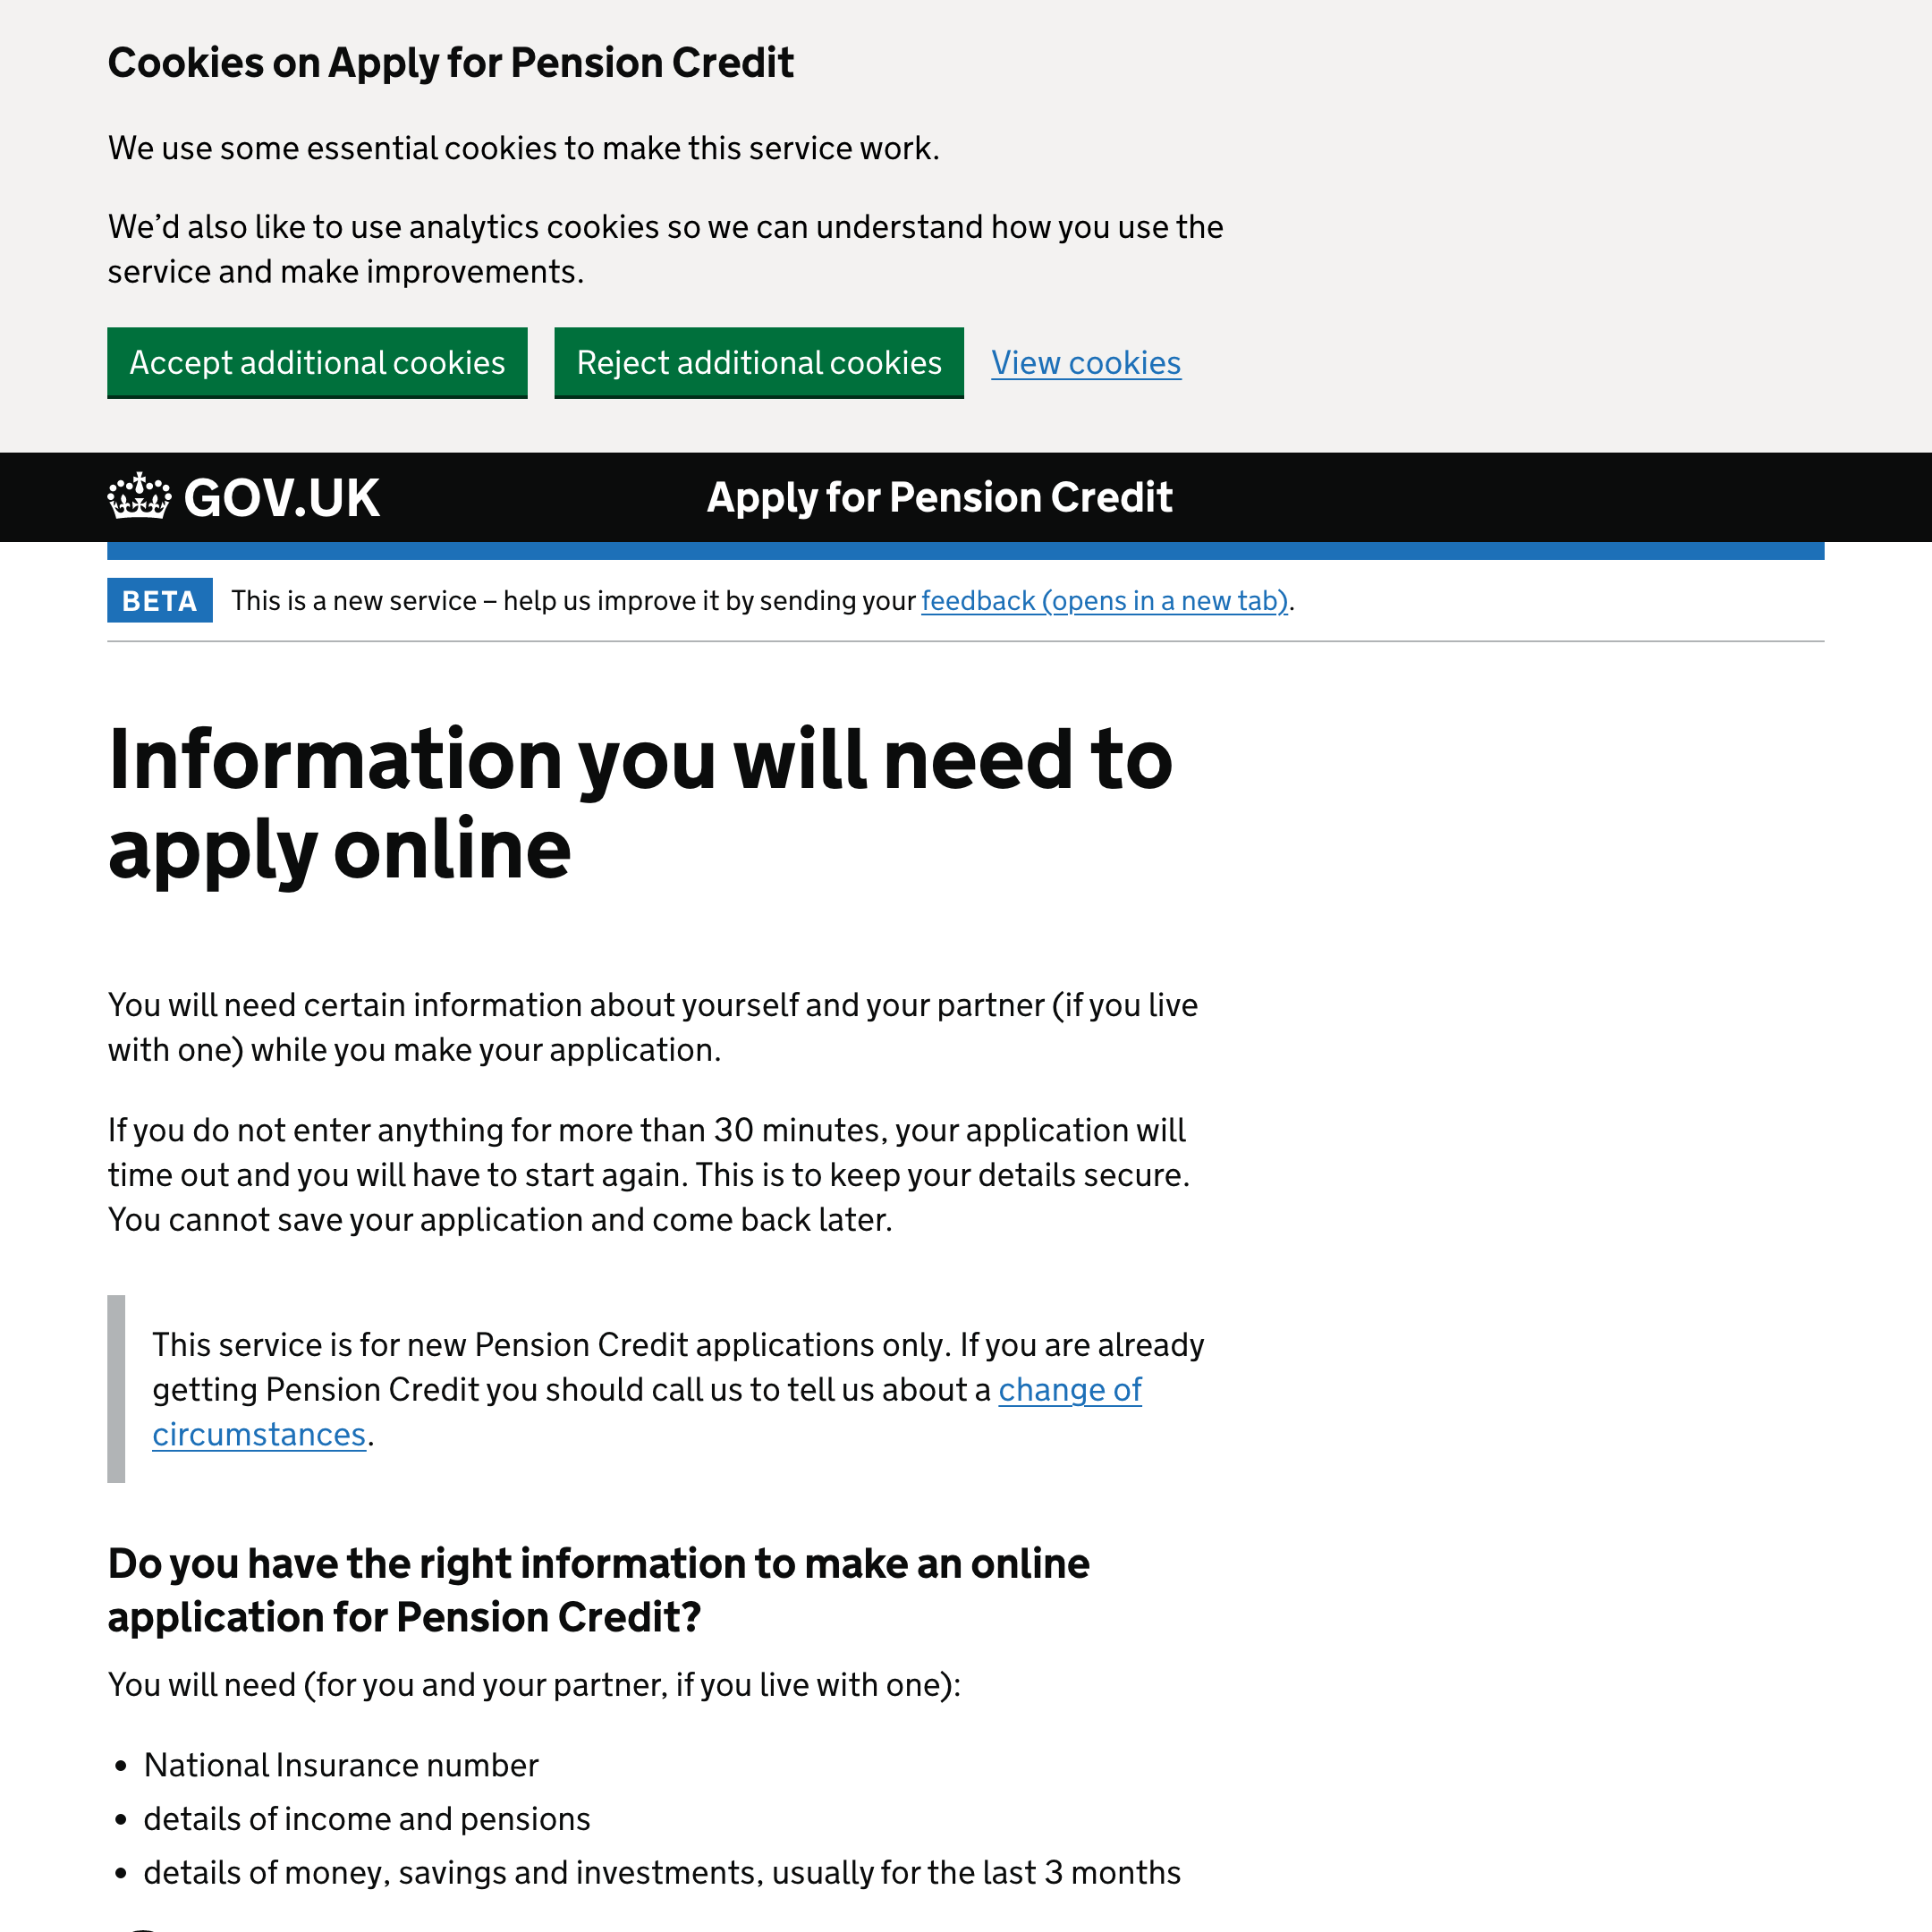 Cookies on Apply for Pension Credit
We use some essential cookies to make this service work.
We’d also like to use analytics cookies so we can understand how you use the
service and make improvements.
Accept additional cookies Reject additional cookies View cookies
GOV.UK Apply for Pension Credit
BETA This is a new service – help us improve it by sending your feedback (opens in a new tab).
Information you will need to
apply online
You will need certain information about yourself and your partner (if you live
with one) while you make your application.
If you do not enter anything for more than 30 minutes, your application will
time out and you will have to start again. This is to keep your details secure.
You cannot save your application and come back later.
This service is for new Pension Credit applications only. If you are already
getting Pension Credit you should call us to tell us about a change of
circumstances.
Do you have the right information to make an online
application for Pension Credit?
You will need (for you and your partner, if you live with one):
• National Insurance number
• details of income and pensions
• details of money, savings and investments, usually for the last 3 months